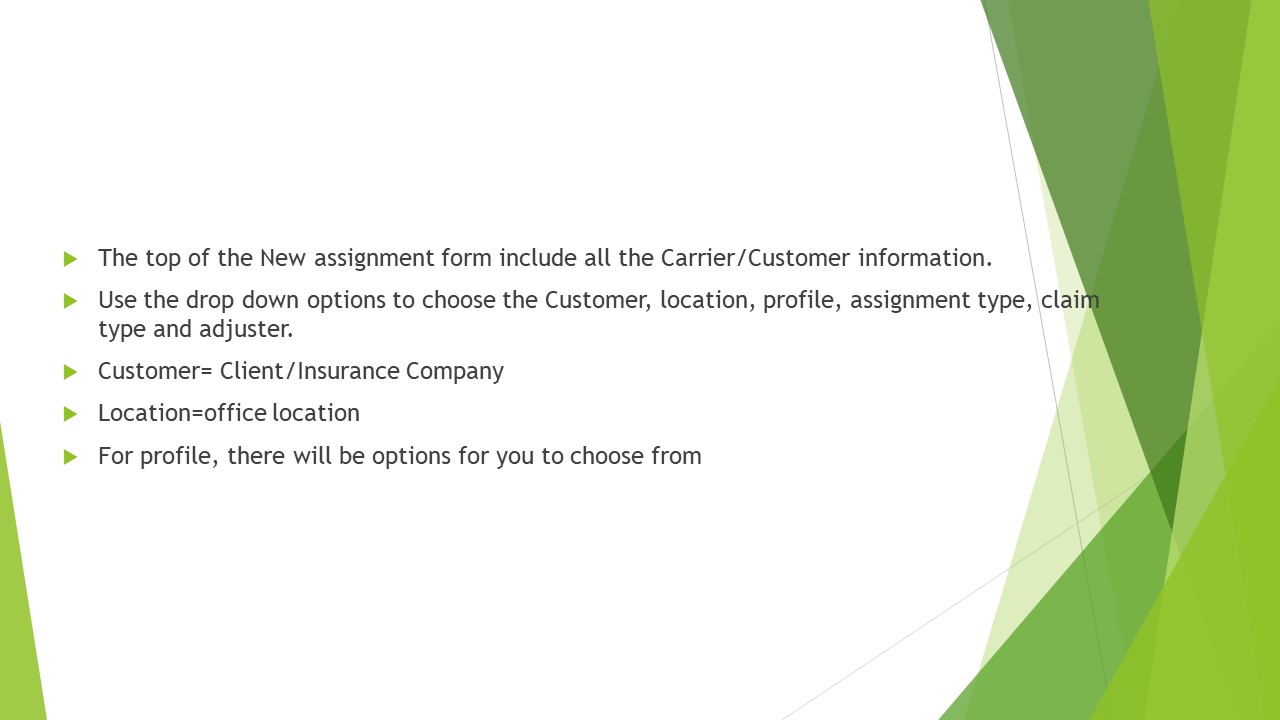 The top of the New assignment form include all the Carrier/Customer information.
Use the drop down options to choose the Customer, location, profile, assignment type, claim
type and adjuster.
Customer= Client/Insurance Company
Location=office location
For profile, there will be options for you to choose from